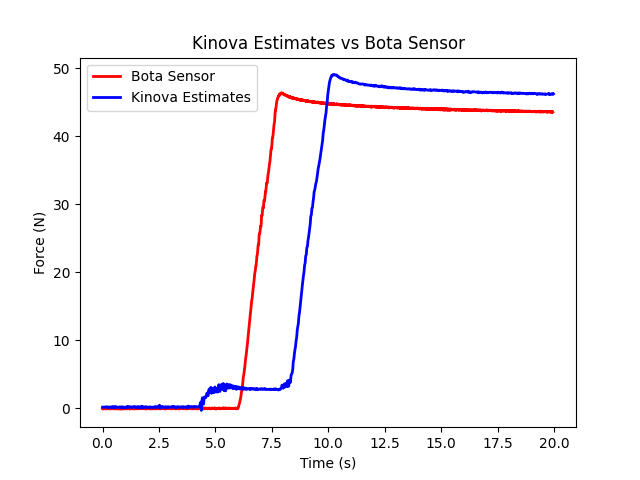 Kinova Estimates vs Bota Sensor
Bota Sensor
Kinova Estimates
50
40
30
20
10
0
Force (N)
0.0 2.5 5.0 7.5 10.0 12.5 15.0 17.5 20.0
Time (s)